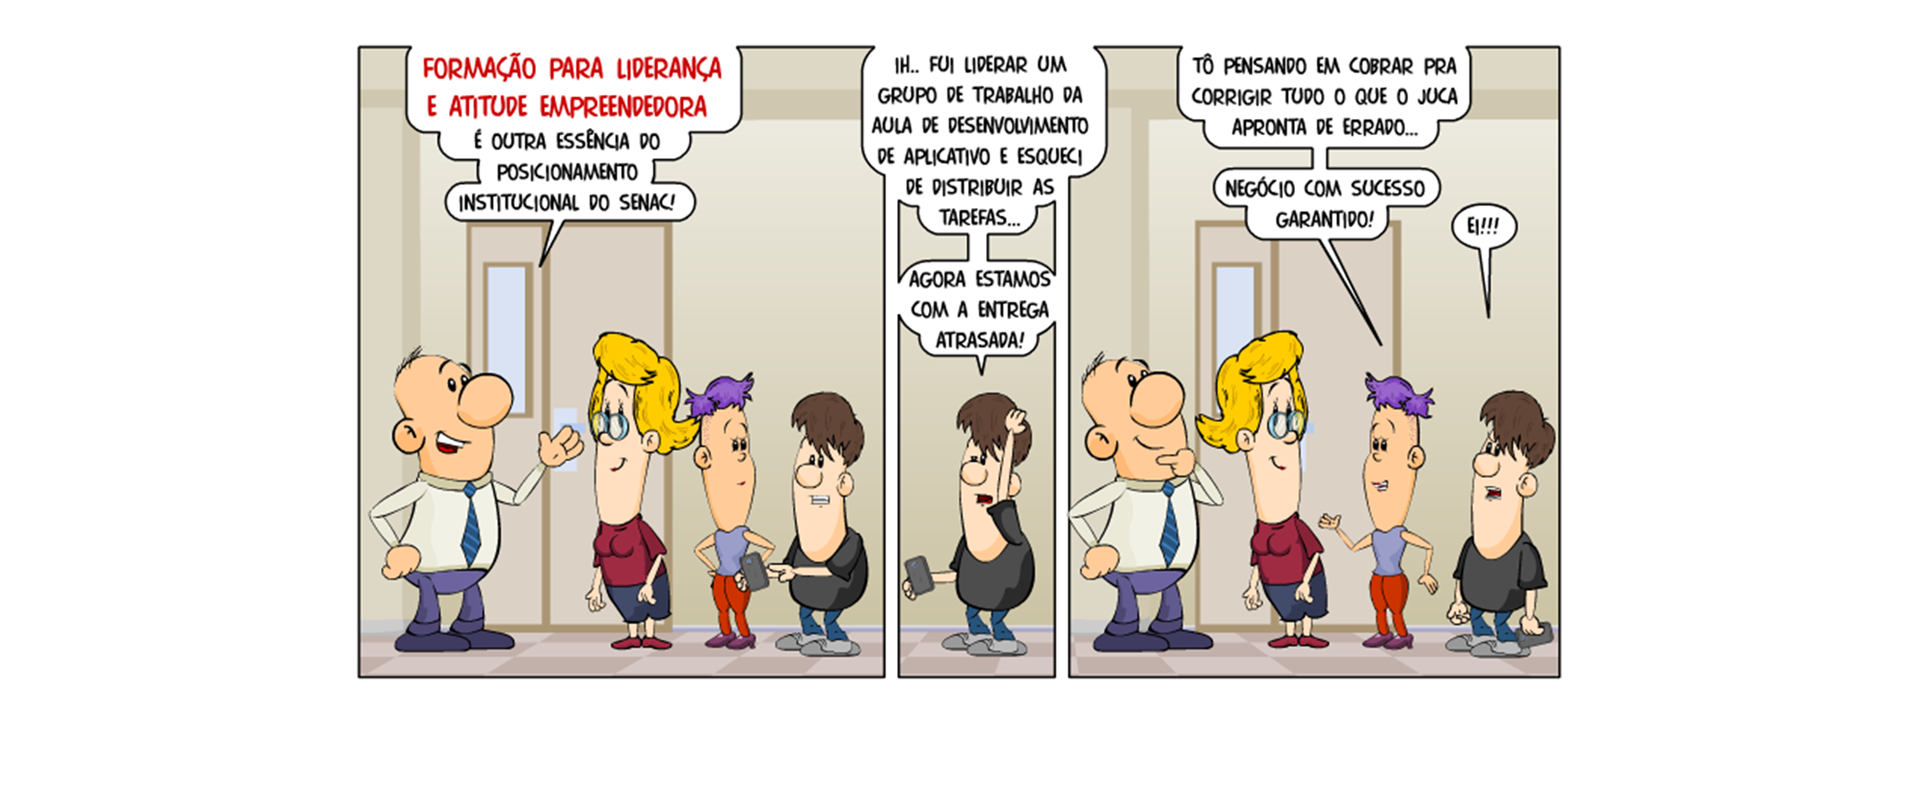 FORMAÇÃO PARA LIDERANÇA
E ATITUDE EMPREENDEDORA
É OUTRA ESSÊNCIA DO
POSICIONAMENTO
INSTITUCIONAL DO SENAC!
IH.. FUI LIDERAR UM
GRUPO DE TRABALHO DA
AULA DE DESENVOLVIMENTO
DE APLICATIVO E ESQUECI
DE DISTRIBUIR AS
TAREFAS...
AGORA ESTAMOS
COM A ENTREGA
ATRASADA!
TÔ PENSANDO EM COBRAR PRA
CORRIGIR TUDO O QUE O JUCA
APRONTA DE ERRADO...
NEGÓCIO COM SUCESSO
GARANTIDO!
EI!!!